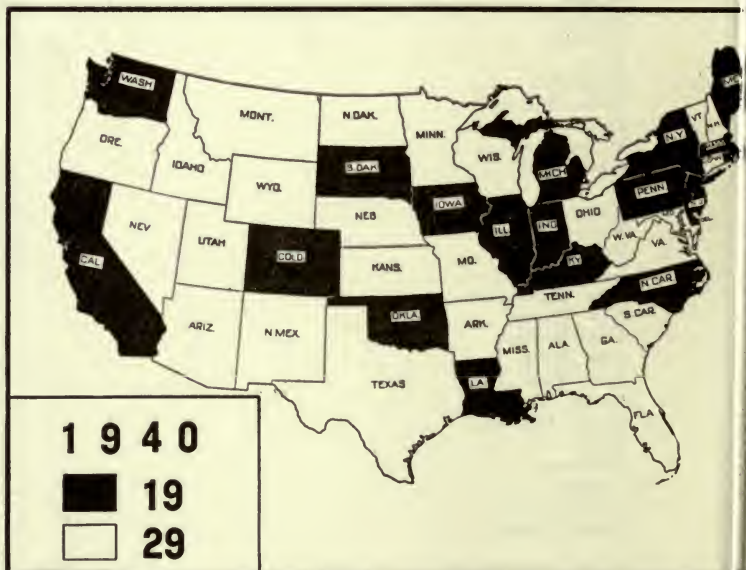 WASH
ME.
MONT.
N.DAK.
MINN.
VT
N.H.
ORE.
IDAHO
S.DAK
WIS.
MICH
N.Y
WYO.
IOWA
PENN.
NEV
NEB
OHIO
N.J.
UTAH
COLO
ILL
IND
W.VA
VA.
CAL
KANS.
MO.
KY
N.CAR
TENN.
ARIZ.
N.MEX.
OKLA
ARK.
S.CAR.
MISS.
ALA.
GA.
TEXAS
LA.
FLA
1940
19
29